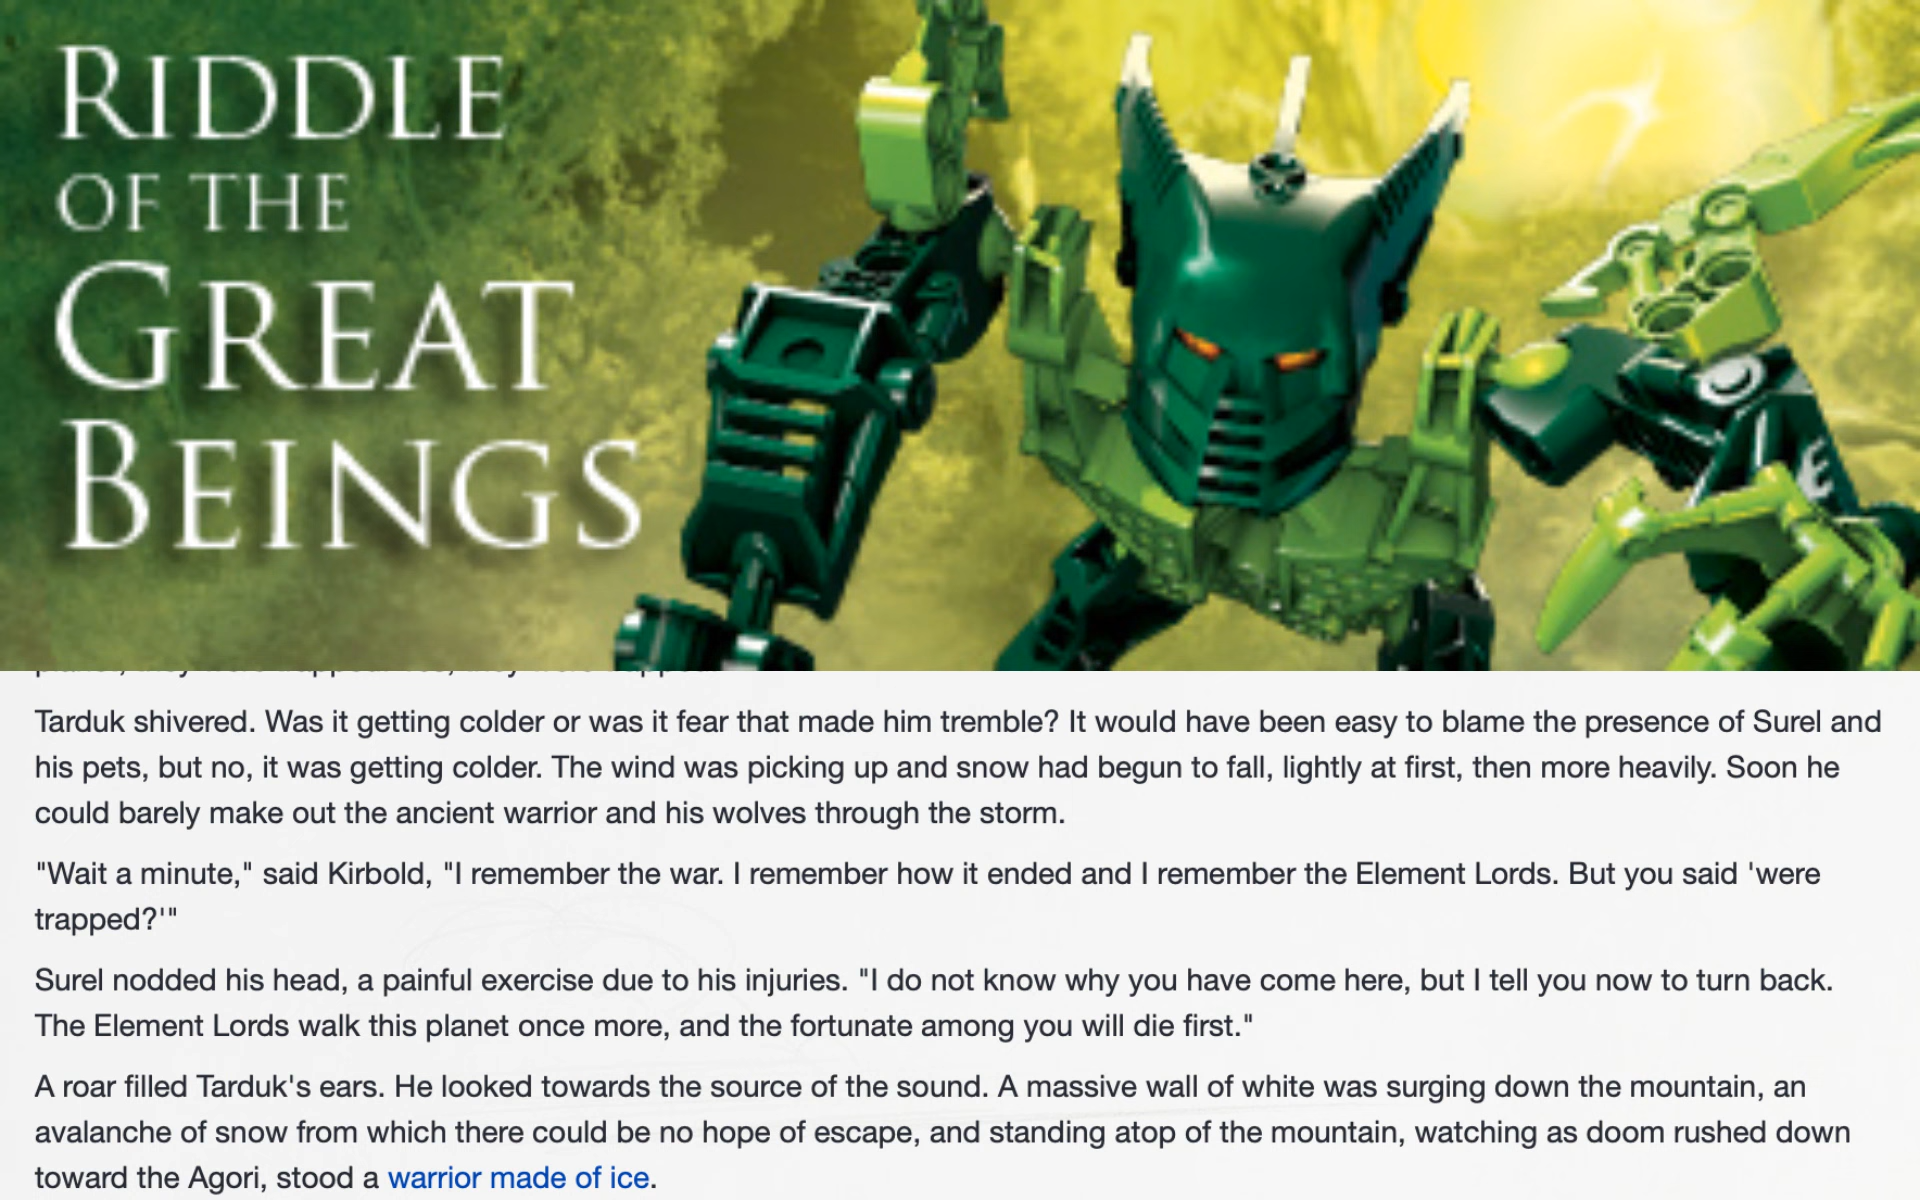 RIDDLE
OF THE
GREAT
BEINGS
Tarduk shivered. Was it getting colder or was it fear that made him tremble? It would have been easy to blame the presence of Surel and
his pets, but no, it was getting colder. The wind was picking up and snow had begun to fall, lightly at first, then more heavily. Soon he
could barely make out the ancient warrior and his wolves through the storm.
"Wait a minute," said Kirbold, "I remember the war. I remember how it ended and I remember the Element Lords. But you said 'were
trapped?'"
Surel nodded his head, a painful exercise due to his injuries. "I do not know why you have come here, but I tell you now to turn back.
The Element Lords walk this planet once more, and the fortunate among you will die first."
A roar filled Tarduk's ears. He looked towards the source of the sound. A massive wall of white was surging down the mountain, an
avalanche of snow from which there could be no hope of escape, and standing atop of the mountain, watching as doom rushed down
toward the Agori, stood a warrior made of ice.